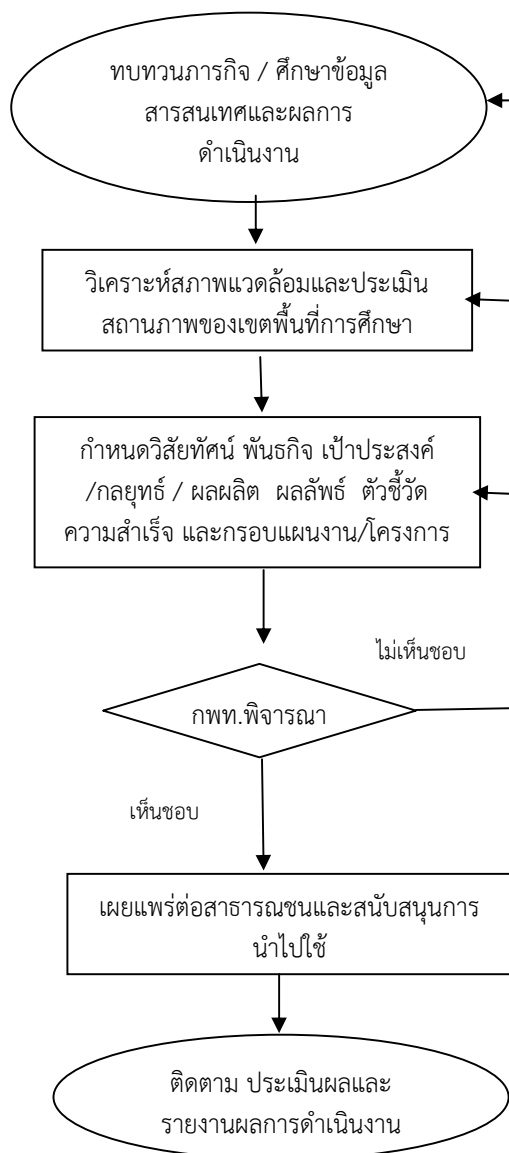 ทบทวนภารกิจ / ศึกษาข้อมูล
สารสนเทศและผลการ
ดำเนินงาน
วิเคราะห์สภาพแวดล้อมและประเมิน
สถานภาพของเขตพื้นที่การศึกษา
กำหนดวิสัยทัศน์ พันธกิจ เป้าประสงค์
/กลยุทธ์ / ผลผลิต ผลลัพธ์ ตัวชี้วัด
ความสำเร็จ และกรอบแผนงาน/โครงการ
ไม่เห็นชอบ
กพท.พิจารณา
เห็นชอบ
เผยแพร่ต่อสาธารณชนและสนับสนุนการ
นำไปใช้
ติดตาม ประเมินผลและ
รายงานผลการดำเนินงาน